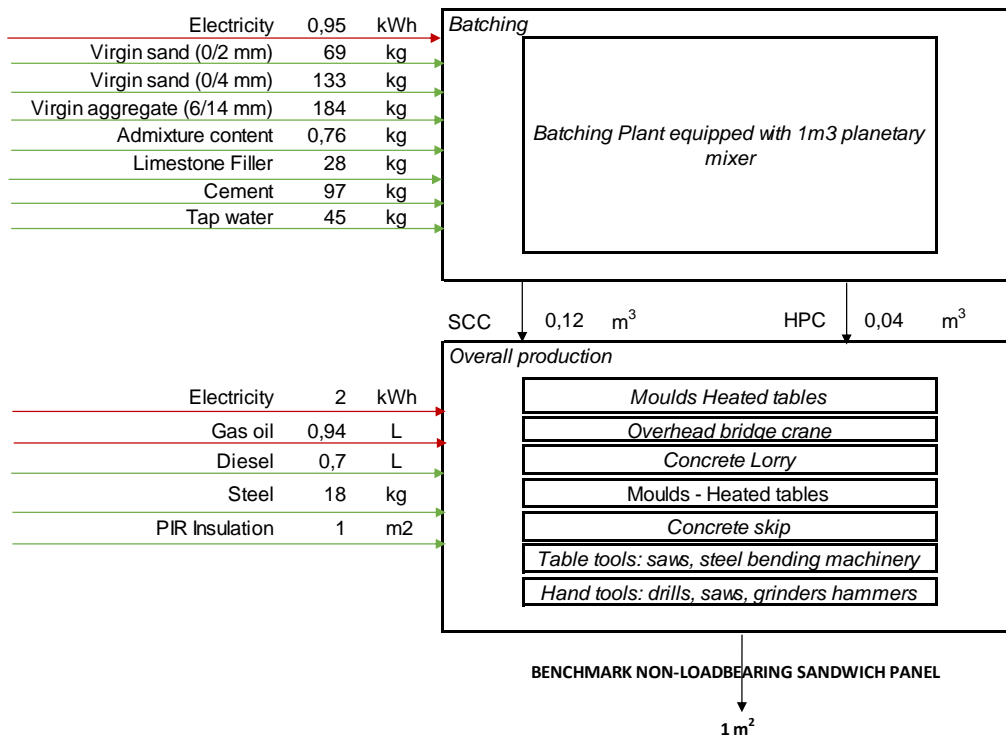 Electricity 0,95 kWh
Virgin sand (0/2 mm) 69 kg
Virgin sand (0/4 mm) 133 kg
Virgin aggregate (6/14 mm) 184 kg
Admixture content 0,76 kg
Limestone Filler 28 kg
Cement 97 kg
Tap water 45 kg
Batching
Batching Plant equipped with 1m3 planetary
mixer
SCC 0,12 m³ HPC 0,04 m³
Overall production
Electricity 2 kWh
Gas oil 0,94 L
Diesel 0,7 L
Steel 18 kg
PIR Insulation 1 m2
Moulds Heated tables
Overhead bridge crane
Concrete Lorry
Moulds - Heated tables
Concrete skip
Table tools: saws, steel bending machinery
Hand tools: drills, saws, grinders hammers
BENCHMARK NON-LOADBEARING SANDWICH PANEL
1 m²